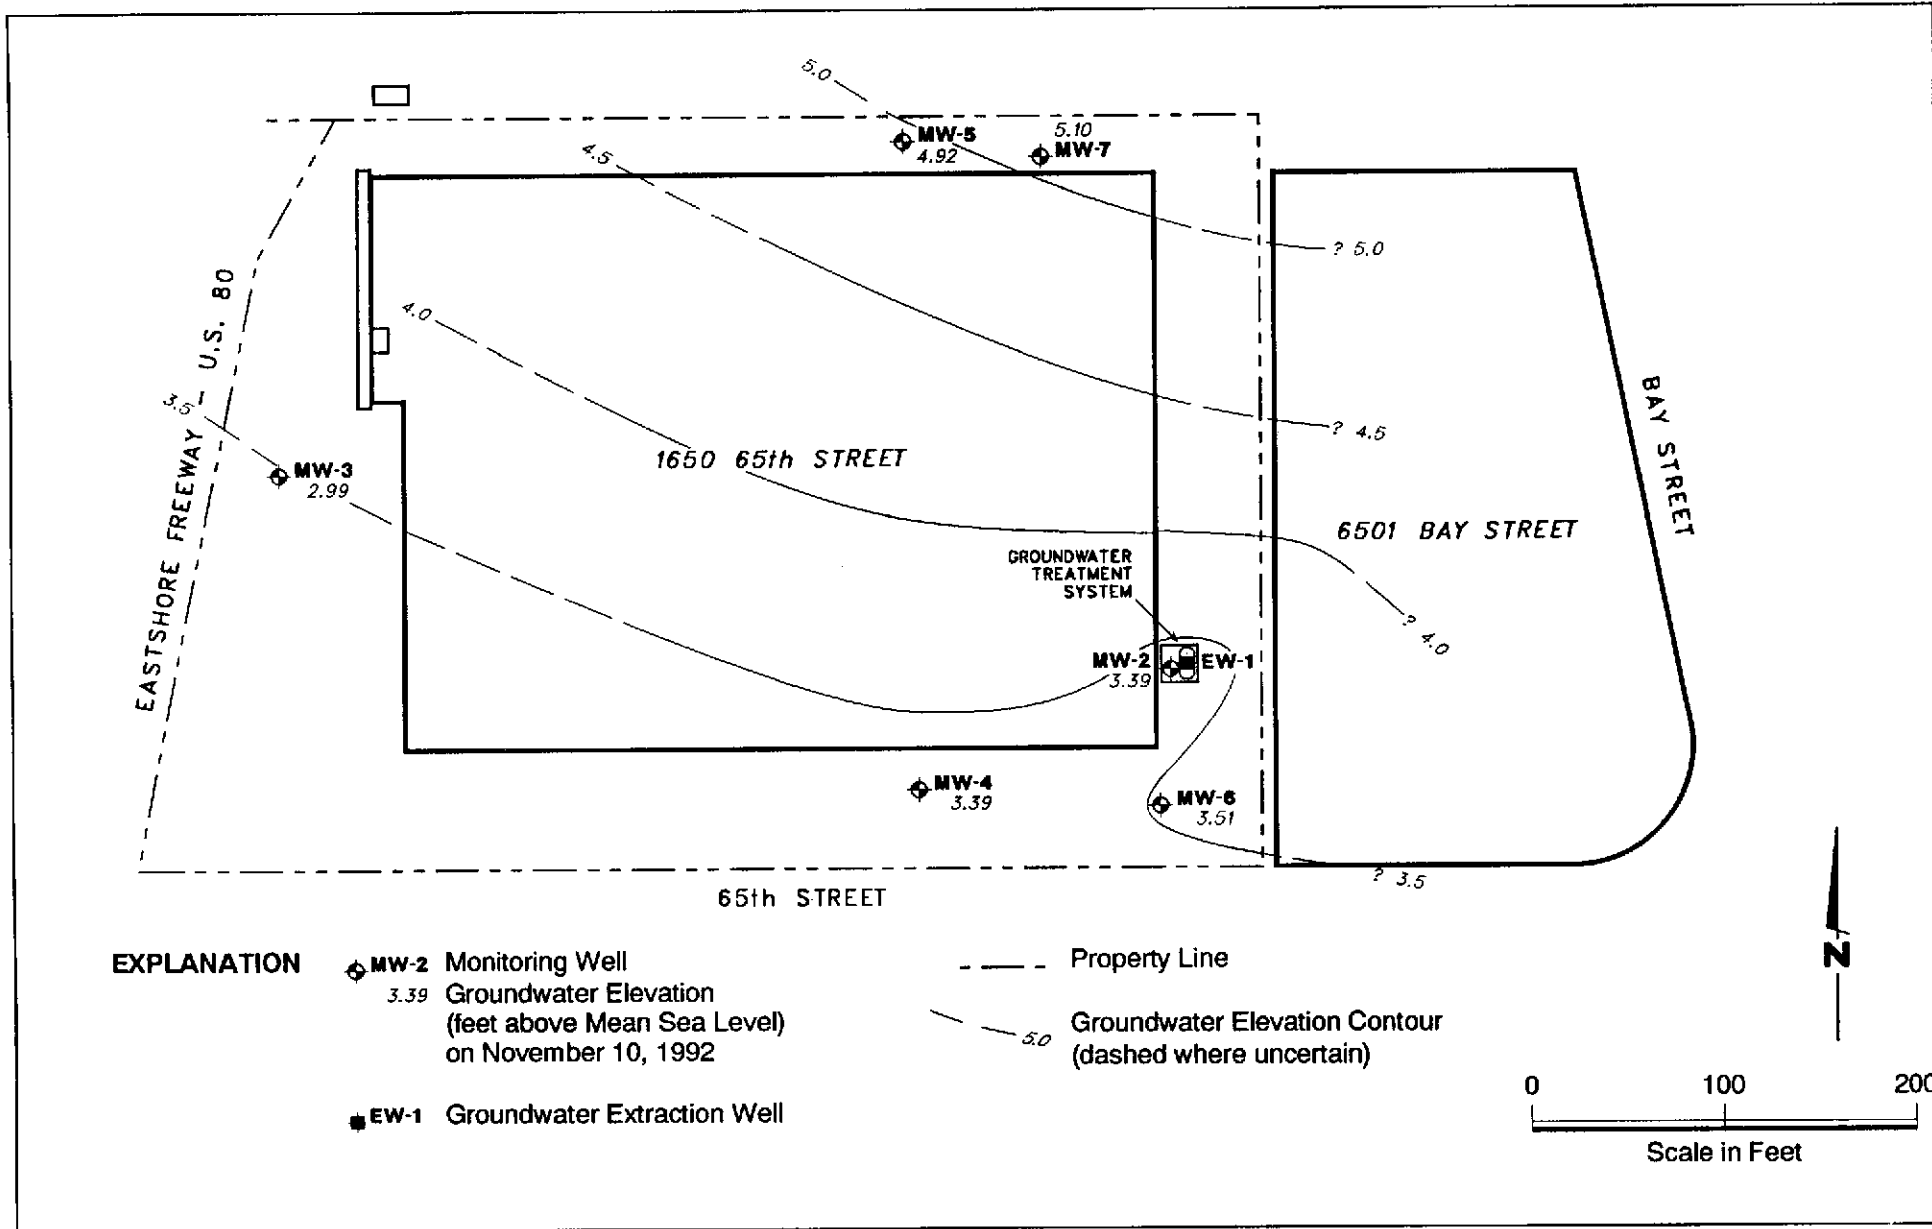 5.0
MW-5
4.92
5.10
MW-7
4.5
? 5.0
4.0
EASTSHORE FREEWAY - U.S. 80
3.5
MW-3
2.99
1650 65th STREET
? 4.5
BAY STREET
6501 BAY STREET
GROUNDWATER
TREATMENT
SYSTEM
? 4.0
MW-2
3.39
EW-1
MW-4
3.39
MW-6
3.51
? 3.5
65th STREET
N
EXPLANATION
MW-2 Monitoring Well
3.39 Groundwater Elevation
(feet above Mean Sea Level)
on November 10, 1992
EW-1 Groundwater Extraction Well
Property Line
5.0 Groundwater Elevation Contour
(dashed where uncertain)
0 100 200
Scale in Feet